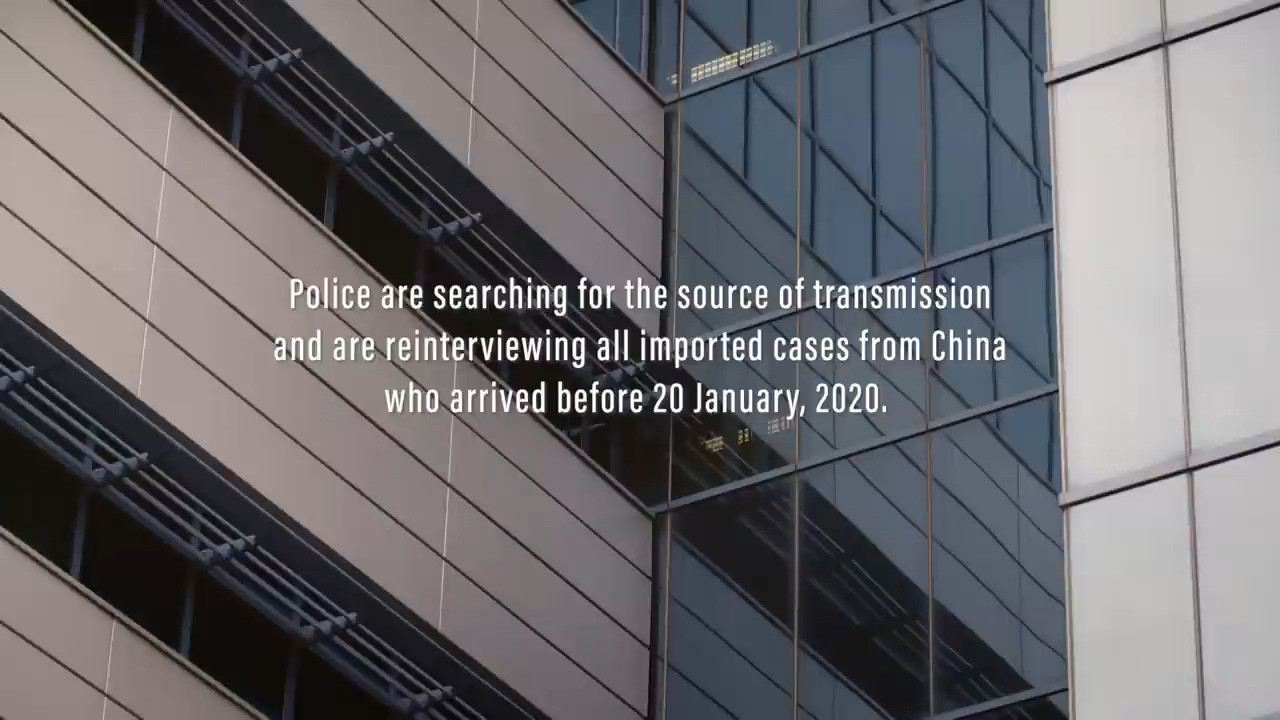 Police are searching for the source of transmission
and are reinterviewing all imported cases from China
who arrived before 20 January, 2020.